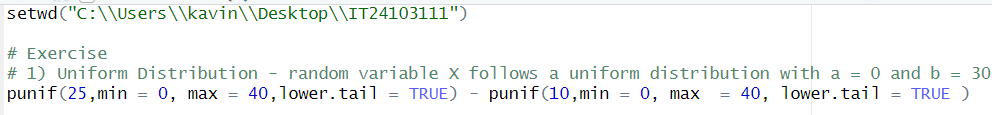 setwd("C:\\Users\\kavin\\Desktop\\IT24103111")
# Exercise
# 1) Uniform Distribution - random variable X follows a uniform distribution with a = 0 and b = 30
punif(25,min = 0, max = 40,lower.tail = TRUE) - punif(10,min = 0, max  = 40, lower.tail = TRUE )